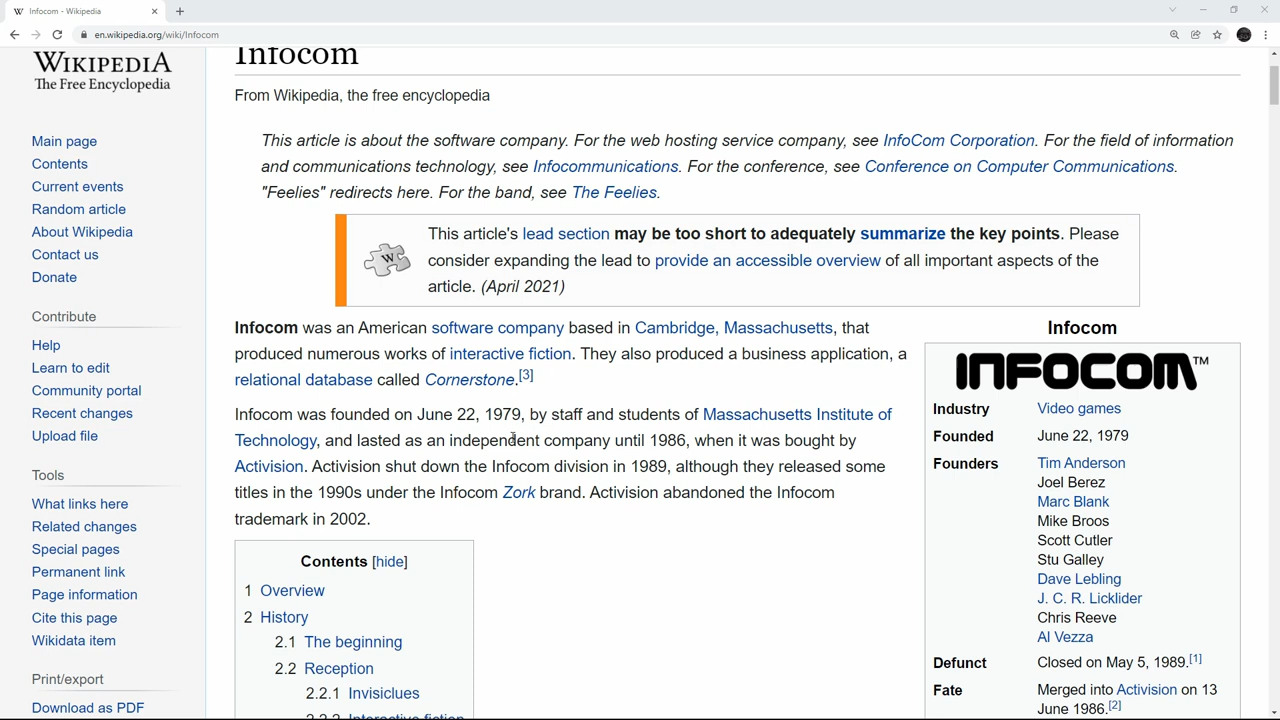 Infocom - Wikipedia
en.wikipedia.org/wiki/Infocom
WIKIPEDIA
The Free Encyclopedia
Main page
Contents
Current events
Random article
About Wikipedia
Contact us
Donate
Contribute
Help
Learn to edit
Community portal
Recent changes
Upload file
Tools
What links here
Related changes
Special pages
Permanent link
Page information
Cite this page
Wikidata item
Print/export
Download as PDF
Infocom
From Wikipedia, the free encyclopedia
This article is about the software company. For the web hosting service company, see InfoCom Corporation. For the field of information
and communications technology, see Infocommunications. For the conference, see Conference on Computer Communications.
"Feelies" redirects here. For the band, see The Feelies.
W
This article's lead section may be too short to adequately summarize the key points. Please
consider expanding the lead to provide an accessible overview of all important aspects of the
article. (April 2021)
Infocom was an American software company based in Cambridge, Massachusetts, that
produced numerous works of interactive fiction. They also produced a business application, a
relational database called Cornerstone.[3]
Infocom was founded on June 22, 1979, by staff and students of Massachusetts Institute of
Technology, and lasted as an independent company until 1986, when it was bought by
Activision. Activision shut down the Infocom division in 1989, although they released some
titles in the 1990s under the Infocom Zork brand. Activision abandoned the Infocom
trademark in 2002.
Contents [hide]
1 Overview
2 History
2.1 The beginning
2.2 Reception
2.2.1 Invisiclues
2.2.2 Interactive fiction
Infocom
INFOCOM™
Industry Video games
Founded June 22, 1979
Founders Tim Anderson
Joel Berez
Marc Blank
Mike Broos
Scott Cutler
Stu Galley
Dave Lebling
J. C. R. Licklider
Chris Reeve
Al Vezza
Defunct Closed on May 5, 1989.[1]
Fate Merged into Activision on 13
June 1986.[2]